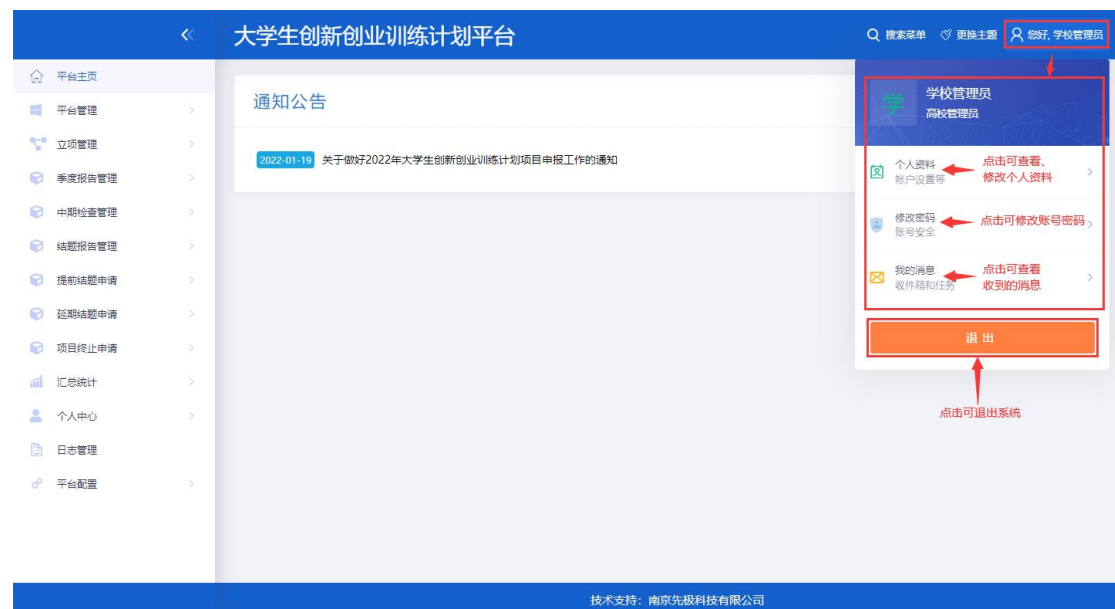 大学生创新创业训练计划平台
搜索菜单 更换主题 您好, 学校管理员
平台主页
平台管理
立项管理
季度报告管理
中期检查管理
结题报告管理
提前结题申请
延期结题申请
项目终止申请
汇总统计
个人中心
日志管理
平台配置
通知公告
2022-01-19 关于做好2022年大学生创新创业训练计划项目申报工作的通知
学
学校管理员
高校管理员
个人资料
帐户设置等
点击可查看、
修改个人资料
修改密码
账号安全
点击可修改账号密码
我的消息
收件箱和任务
点击可查看
收到的消息
退出
点击可退出系统
技术支持：南京先极科技有限公司